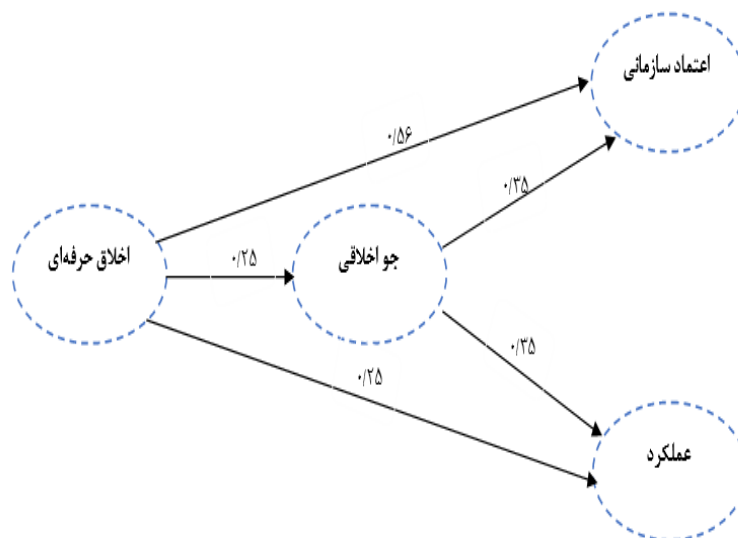 اعتماد سازمانی
۰/۵۶
۰/۳۵
اخلاق حرفه‌ای
۰/۲۵
جو اخلاقی
۰/۳۵
۰/۲۵
عملکرد